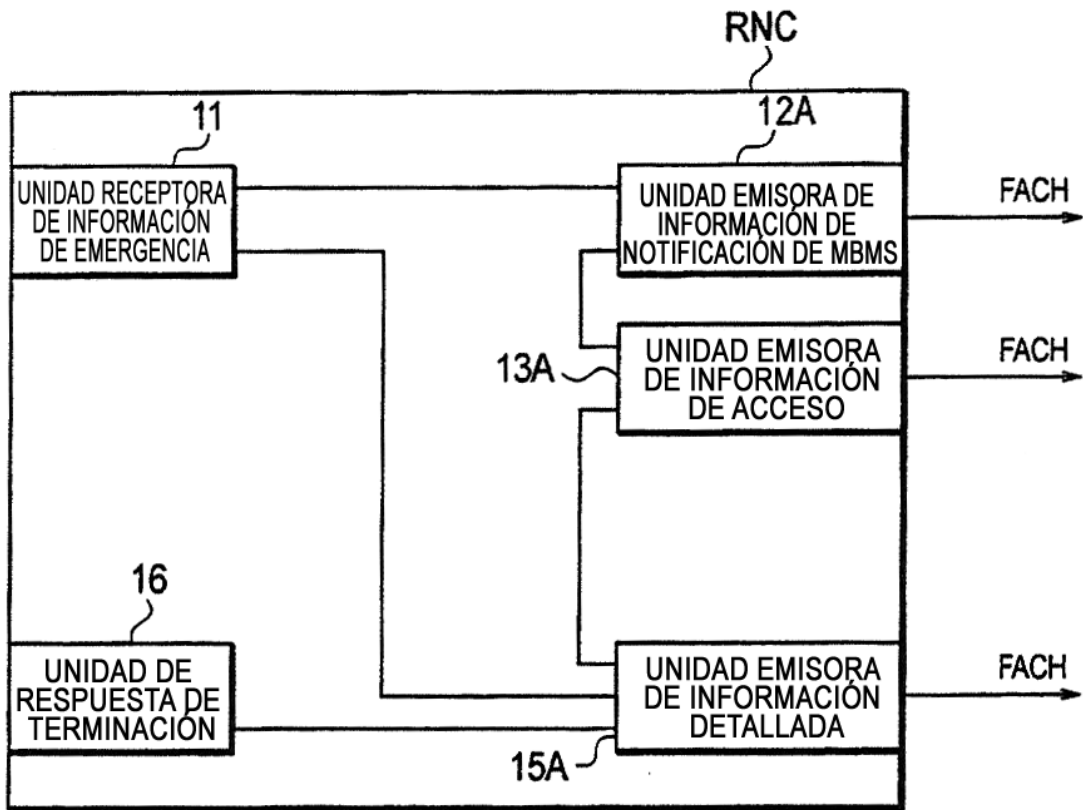 RNC
11
12A
UNIDAD RECEPTORA
DE INFORMACIÓN
DE EMERGENCIA
UNIDAD EMISORA DE
INFORMACIÓN DE
NOTIFICACIÓN DE MBMS
FACH
13A
UNIDAD EMISORA
DE INFORMACIÓN
DE ACCESO
FACH
16
UNIDAD DE
RESPUESTA DE
TERMINACIÓN
UNIDAD EMISORA
DE INFORMACIÓN
DETALLADA
FACH
15A